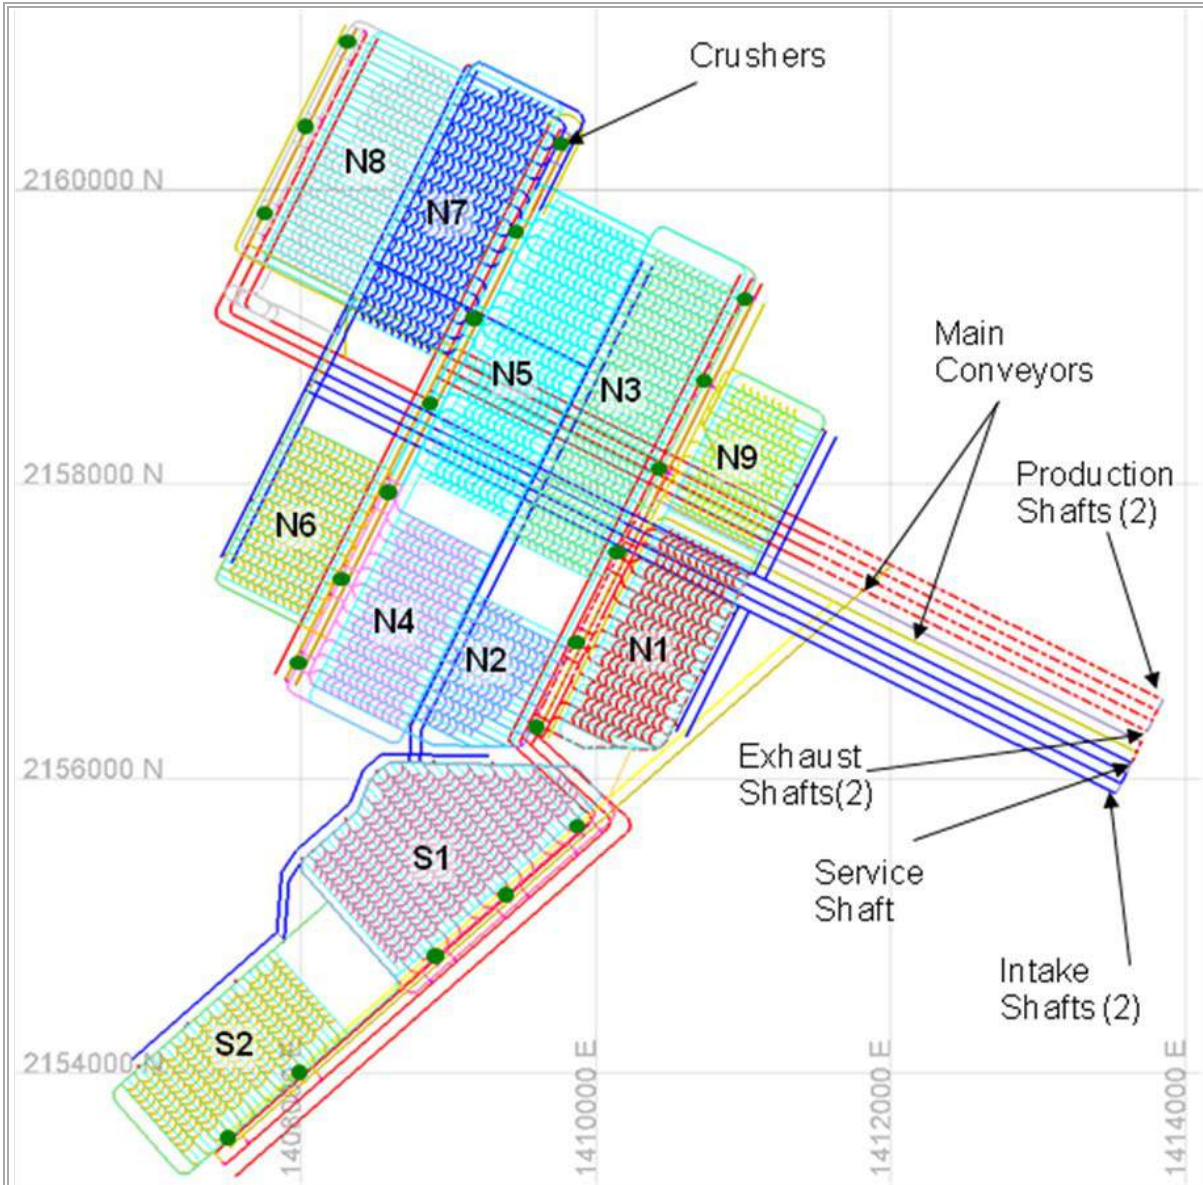 Crushers
N8
2160000 N
N7
Main
Conveyors
N5
N3
N9
Production
Shafts (2)
2158000 N
N6
N4
N1
N2
Exhaust
Shafts(2)
2156000 N
S1
Service
Shaft
Intake
Shafts (2)
S2
2154000 N
1408000 E
1410000 E
1412000 E
1414000 E